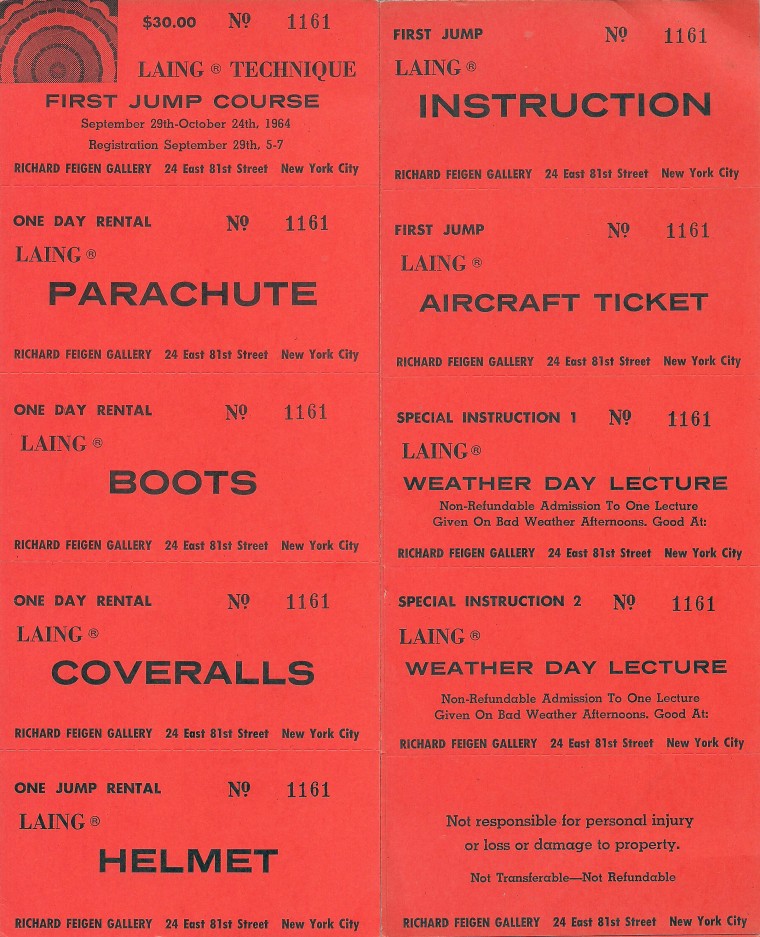 $30.00 Nº 1161
LAING ® TECHNIQUE
FIRST JUMP COURSE
September 29th-October 24th, 1964
Registration September 29th, 5-7
RICHARD FEIGEN GALLERY 24 East 81st Street New York City
ONE DAY RENTAL Nº 1161
LAING ®
PARACHUTE
RICHARD FEIGEN GALLERY 24 East 81st Street New York City
ONE DAY RENTAL Nº 1161
LAING ®
BOOTS
RICHARD FEIGEN GALLERY 24 East 81st Street New York City
ONE DAY RENTAL Nº 1161
LAING ®
COVERALLS
RICHARD FEIGEN GALLERY 24 East 81st Street New York City
ONE JUMP RENTAL Nº 1161
LAING ®
HELMET
RICHARD FEIGEN GALLERY 24 East 81st Street New York City
FIRST JUMP Nº 1161
LAING ®
INSTRUCTION
RICHARD FEIGEN GALLERY 24 East 81st Street New York City
FIRST JUMP Nº 1161
LAING ®
AIRCRAFT TICKET
RICHARD FEIGEN GALLERY 24 East 81st Street New York City
SPECIAL INSTRUCTION 1 Nº 1161
LAING ®
WEATHER DAY LECTURE
Non-Refundable Admission To One Lecture
Given On Bad Weather Afternoons. Good At:
RICHARD FEIGEN GALLERY 24 East 81st Street New York City
SPECIAL INSTRUCTION 2 Nº 1161
LAING ®
WEATHER DAY LECTURE
Non-Refundable Admission To One Lecture
Given On Bad Weather Afternoons. Good At:
RICHARD FEIGEN GALLERY 24 East 81st Street New York City
Not responsible for personal injury
or loss or damage to property.
Not Transferable—Not Refundable
RICHARD FEIGEN GALLERY 24 East 81st Street New York City